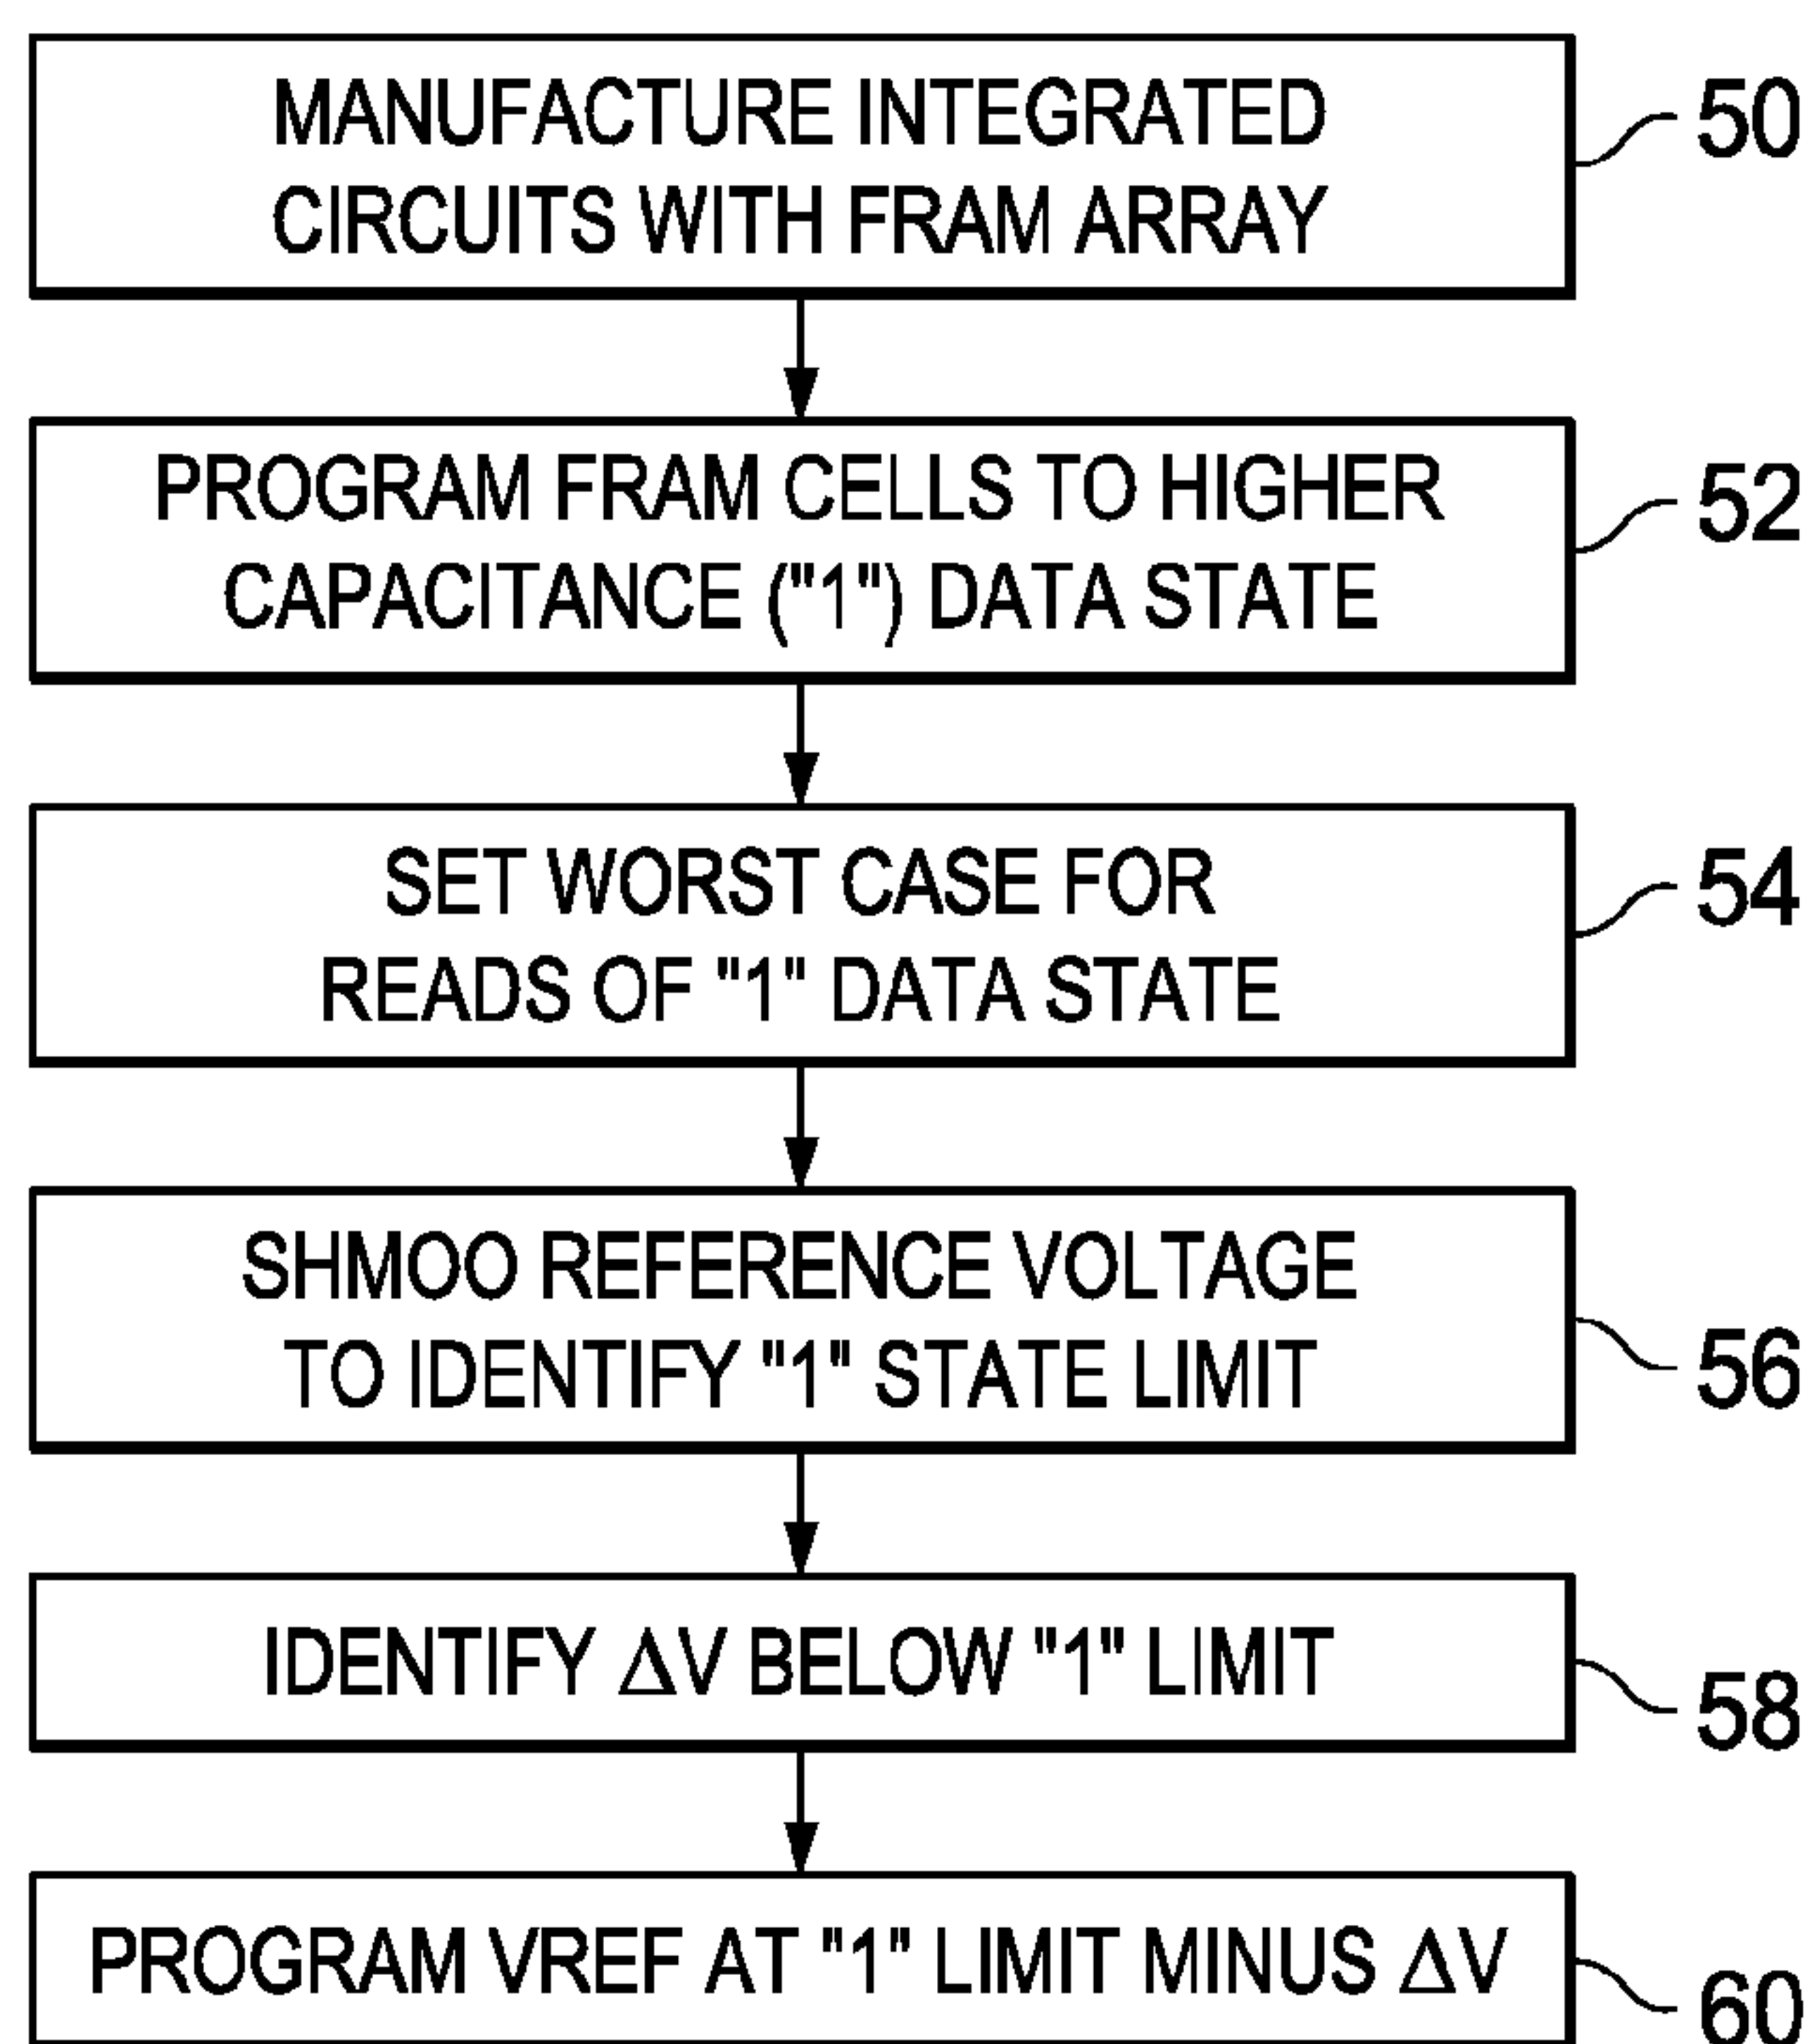 MANUFACTURE INTEGRATED
CIRCUITS WITH FRAM ARRAY
50
PROGRAM FRAM CELLS TO HIGHER
CAPACITANCE ("1") DATA STATE
52
SET WORST CASE FOR
READS OF "1" DATA STATE
54
SHMOO REFERENCE VOLTAGE
TO IDENTIFY "1" STATE LIMIT
56
IDENTIFY ΔV BELOW "1" LIMIT
58
PROGRAM VREF AT "1" LIMIT MINUS ΔV
60